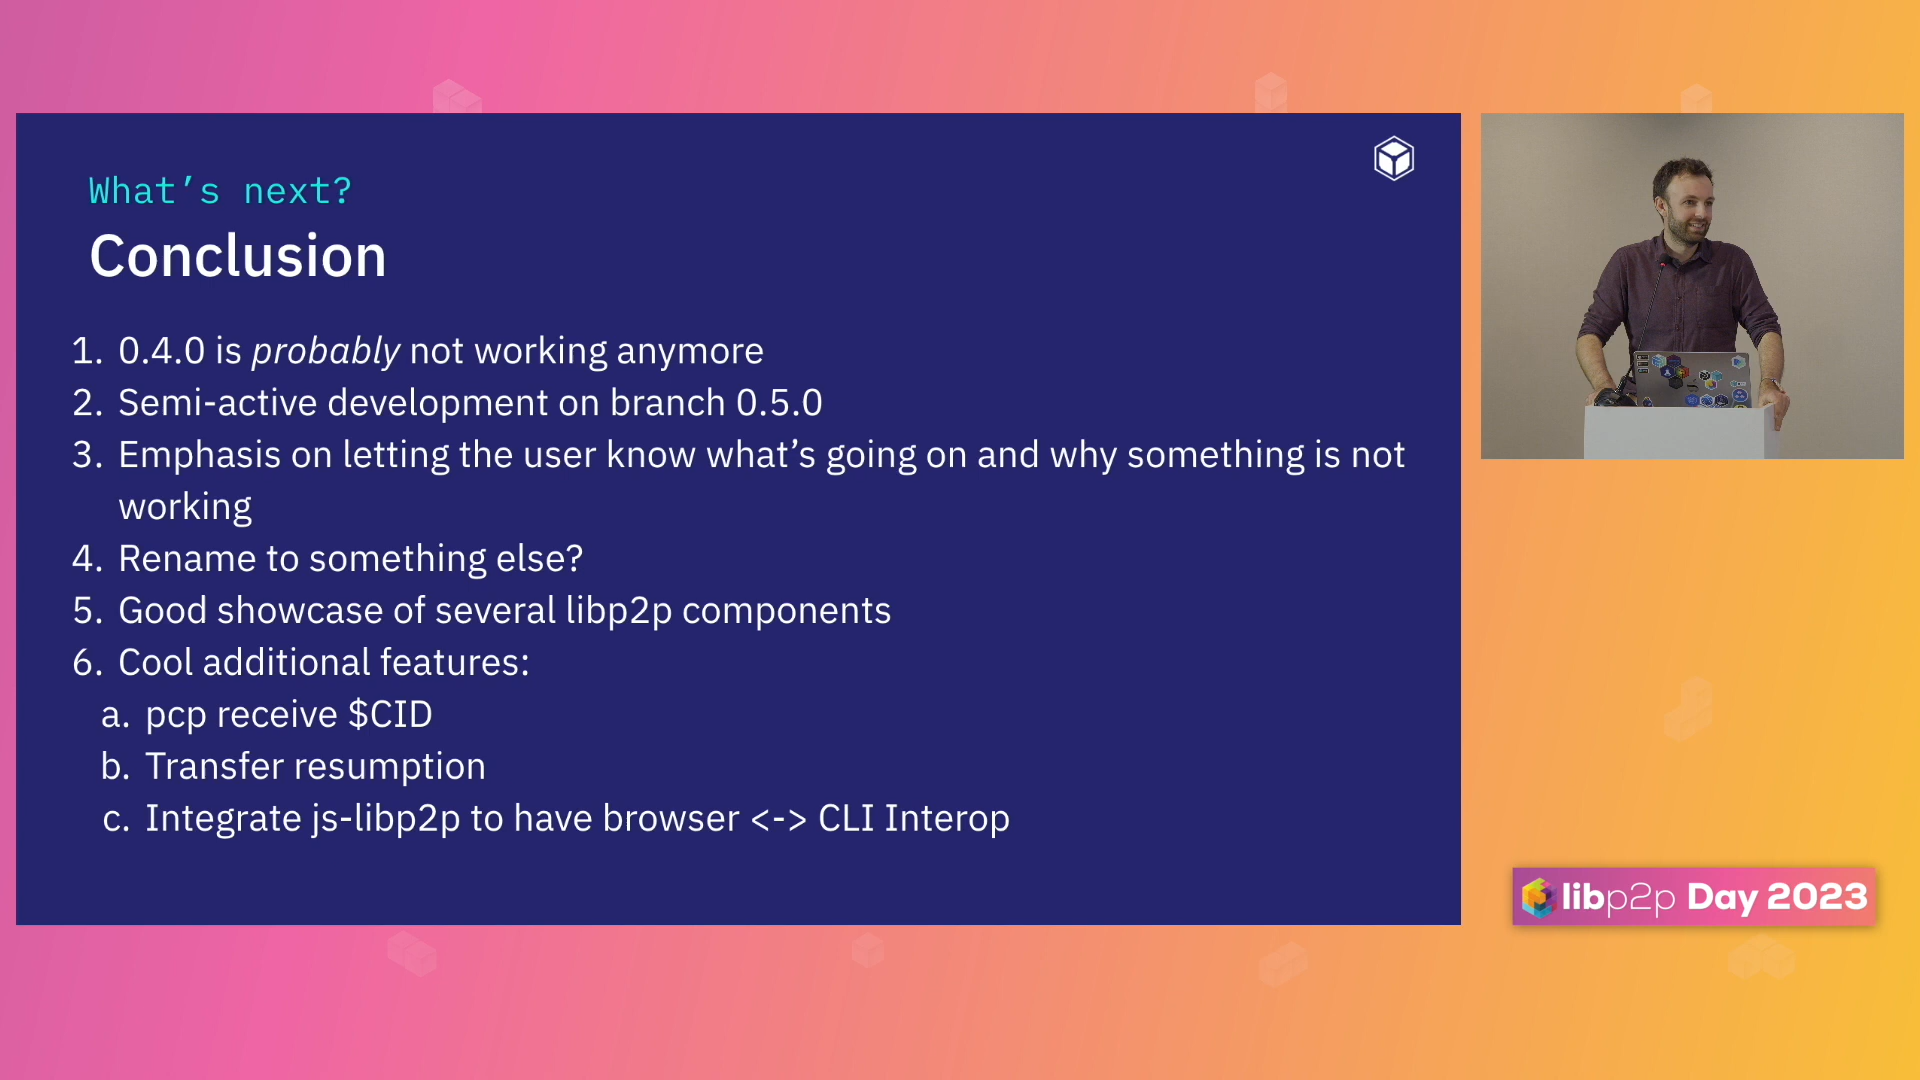 What’s next?
Conclusion
1. 0.4.0 is probably not working anymore
2. Semi-active development on branch 0.5.0
3. Emphasis on letting the user know what’s going on and why something is not
working
4. Rename to something else?
5. Good showcase of several libp2p components
6. Cool additional features:
a. pcp receive $CID
b. Transfer resumption
c. Integrate js-libp2p to have browser <-> CLI Interop
libp2p Day 2023